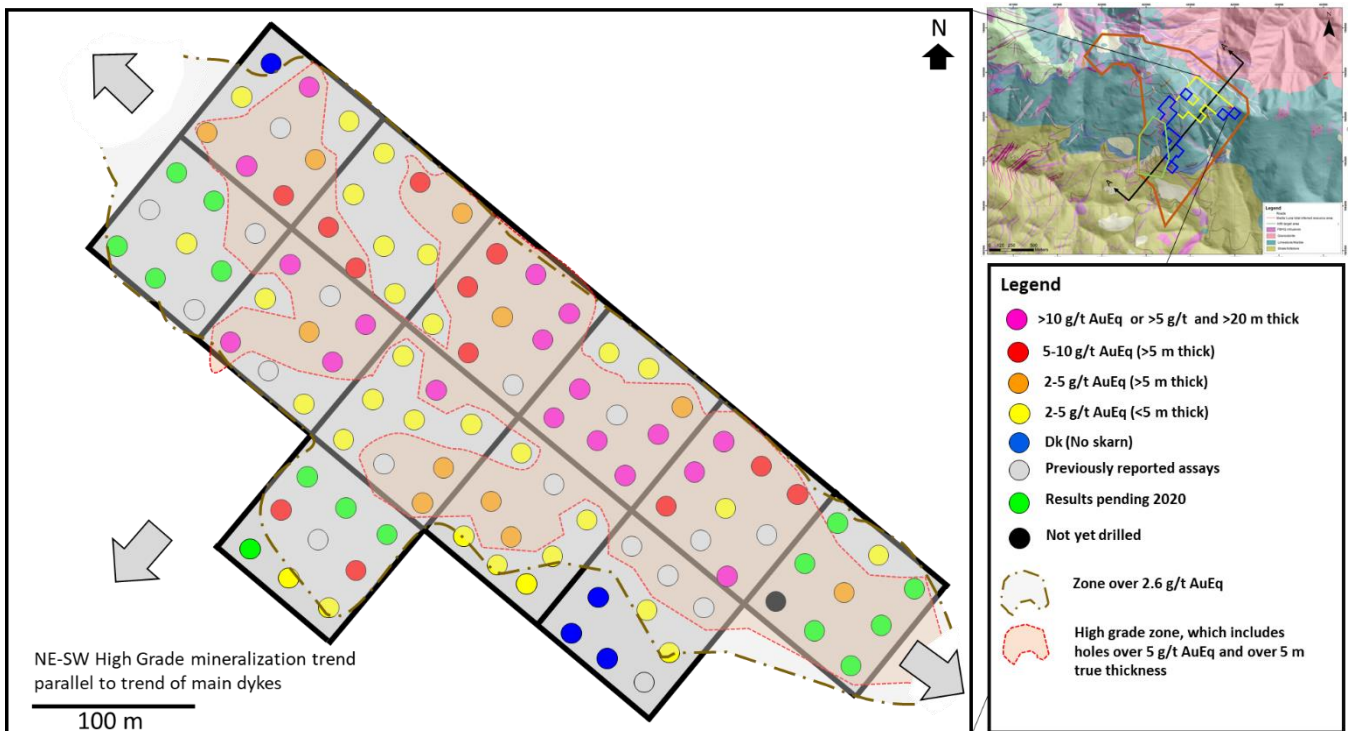 N
Legend
Legend
>10 g/t AuEq or >5 g/t and >20 m thick
5-10 g/t AuEq (>5 m thick)
2-5 g/t AuEq (>5 m thick)
2-5 g/t AuEq (<5 m thick)
Dk (No skarn)
Previously reported assays
Results pending 2020
Not yet drilled
Zone over 2.6 g/t AuEq
High grade zone, which includes
holes over 5 g/t AuEq and over 5 m
true thickness
NE-SW High Grade mineralization trend
parallel to trend of main dykes
100 m